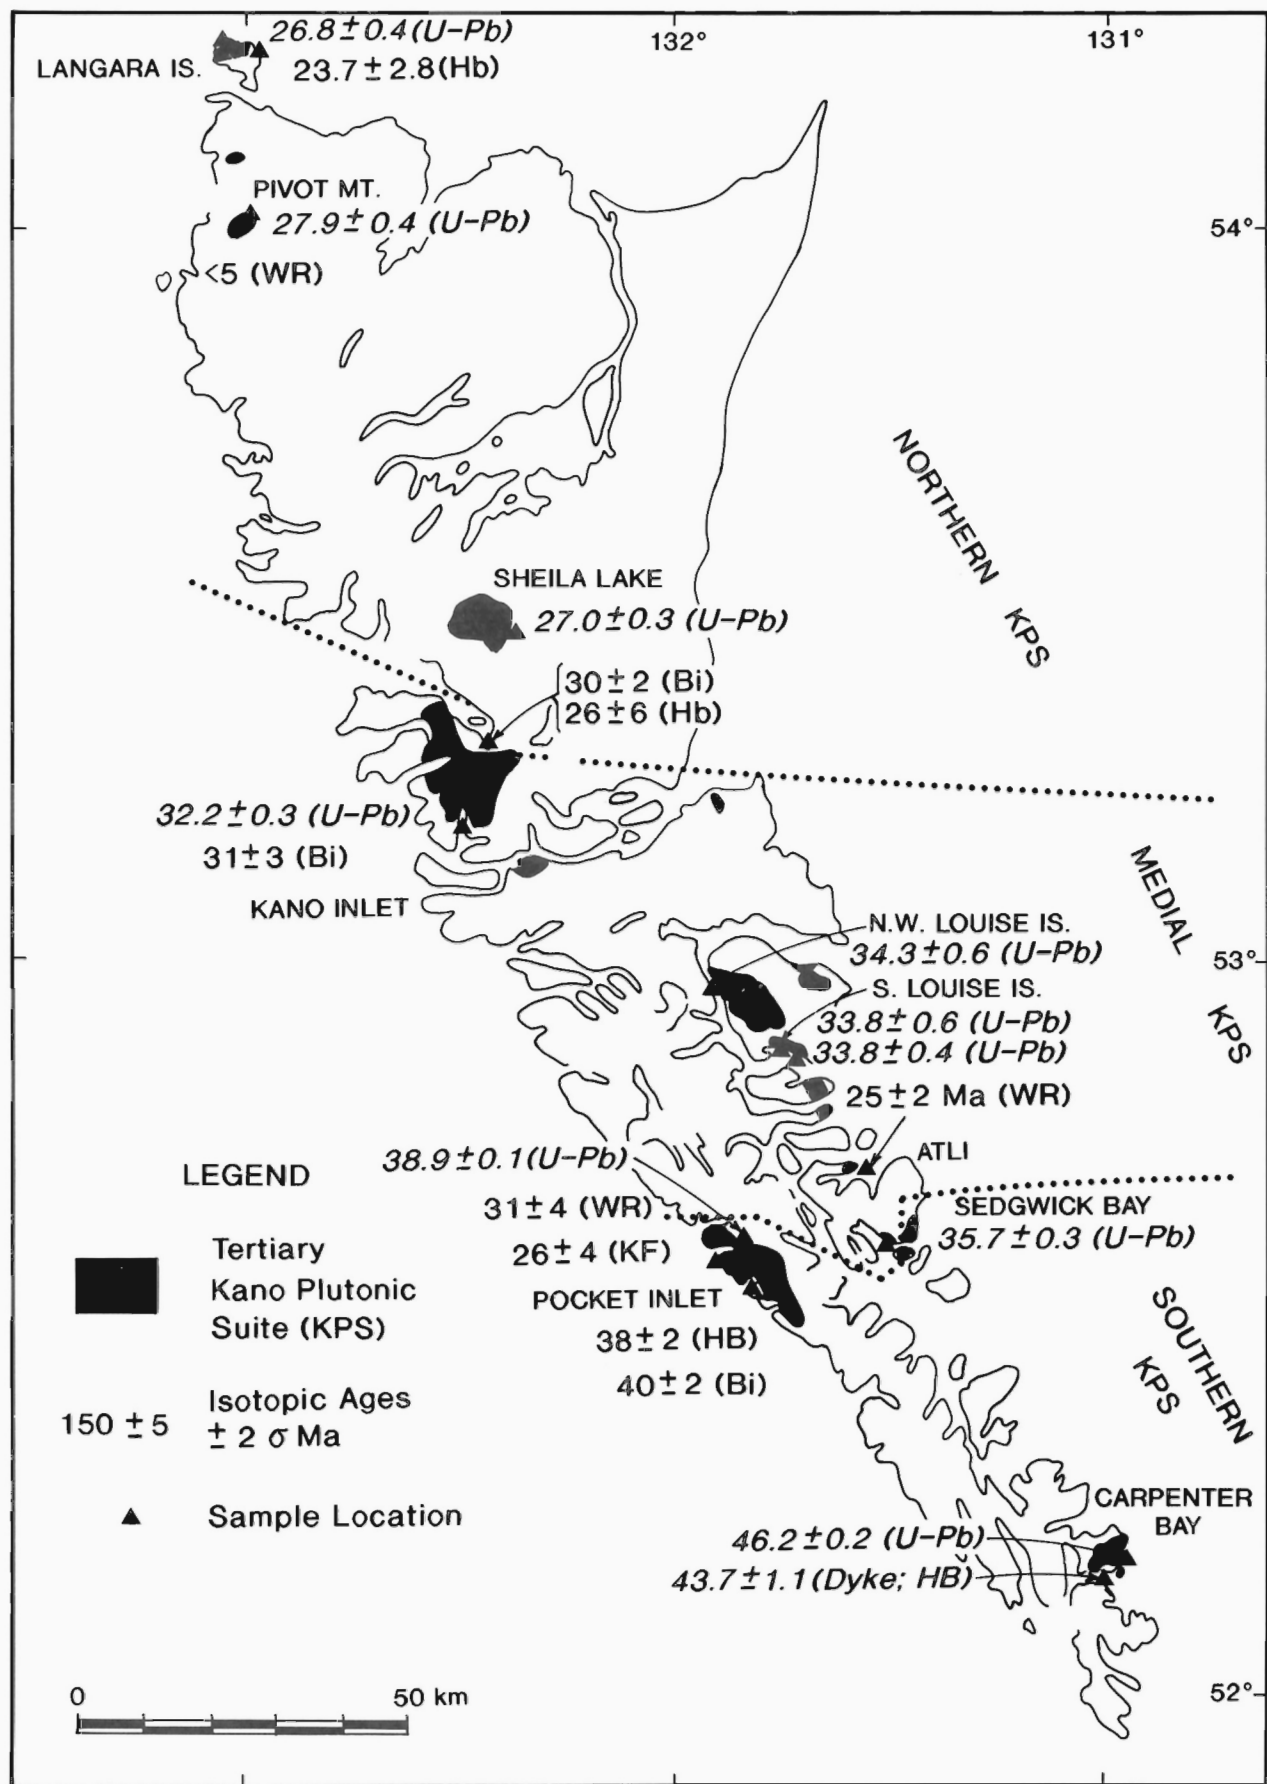 26.8 ± 0.4 (U-Pb)
132°
131°
LANGARA IS.
23.7 ± 2.8 (Hb)
PIVOT MT.
27.9 ± 0.4 (U-Pb)
54°
<5 (WR)
NORTHERN KPS
SHEILA LAKE
27.0 ± 0.3 (U-Pb)
30 ± 2 (Bi)
26 ± 6 (Hb)
32.2 ± 0.3 (U-Pb)
31 ± 3 (Bi)
KANO INLET
MEDIAL KPS
N.W. LOUISE IS.
34.3 ± 0.6 (U-Pb)
53°
S. LOUISE IS.
33.8 ± 0.6 (U-Pb)
33.8 ± 0.4 (U-Pb)
25 ± 2 Ma (WR)
38.9 ± 0.1 (U-Pb)
ATLI
31 ± 4 (WR)
SEDGWICK BAY
35.7 ± 0.3 (U-Pb)
26 ± 4 (KF)
POCKET INLET
38 ± 2 (HB)
40 ± 2 (Bi)
SOUTHERN KPS
LEGEND
Tertiary
Kano Plutonic
Suite (KPS)
150 ± 5
Isotopic Ages
± 2 σ Ma
Sample Location
CARPENTER
BAY
46.2 ± 0.2 (U-Pb)
43.7 ± 1.1 (Dyke; HB)
52°
0
50 km